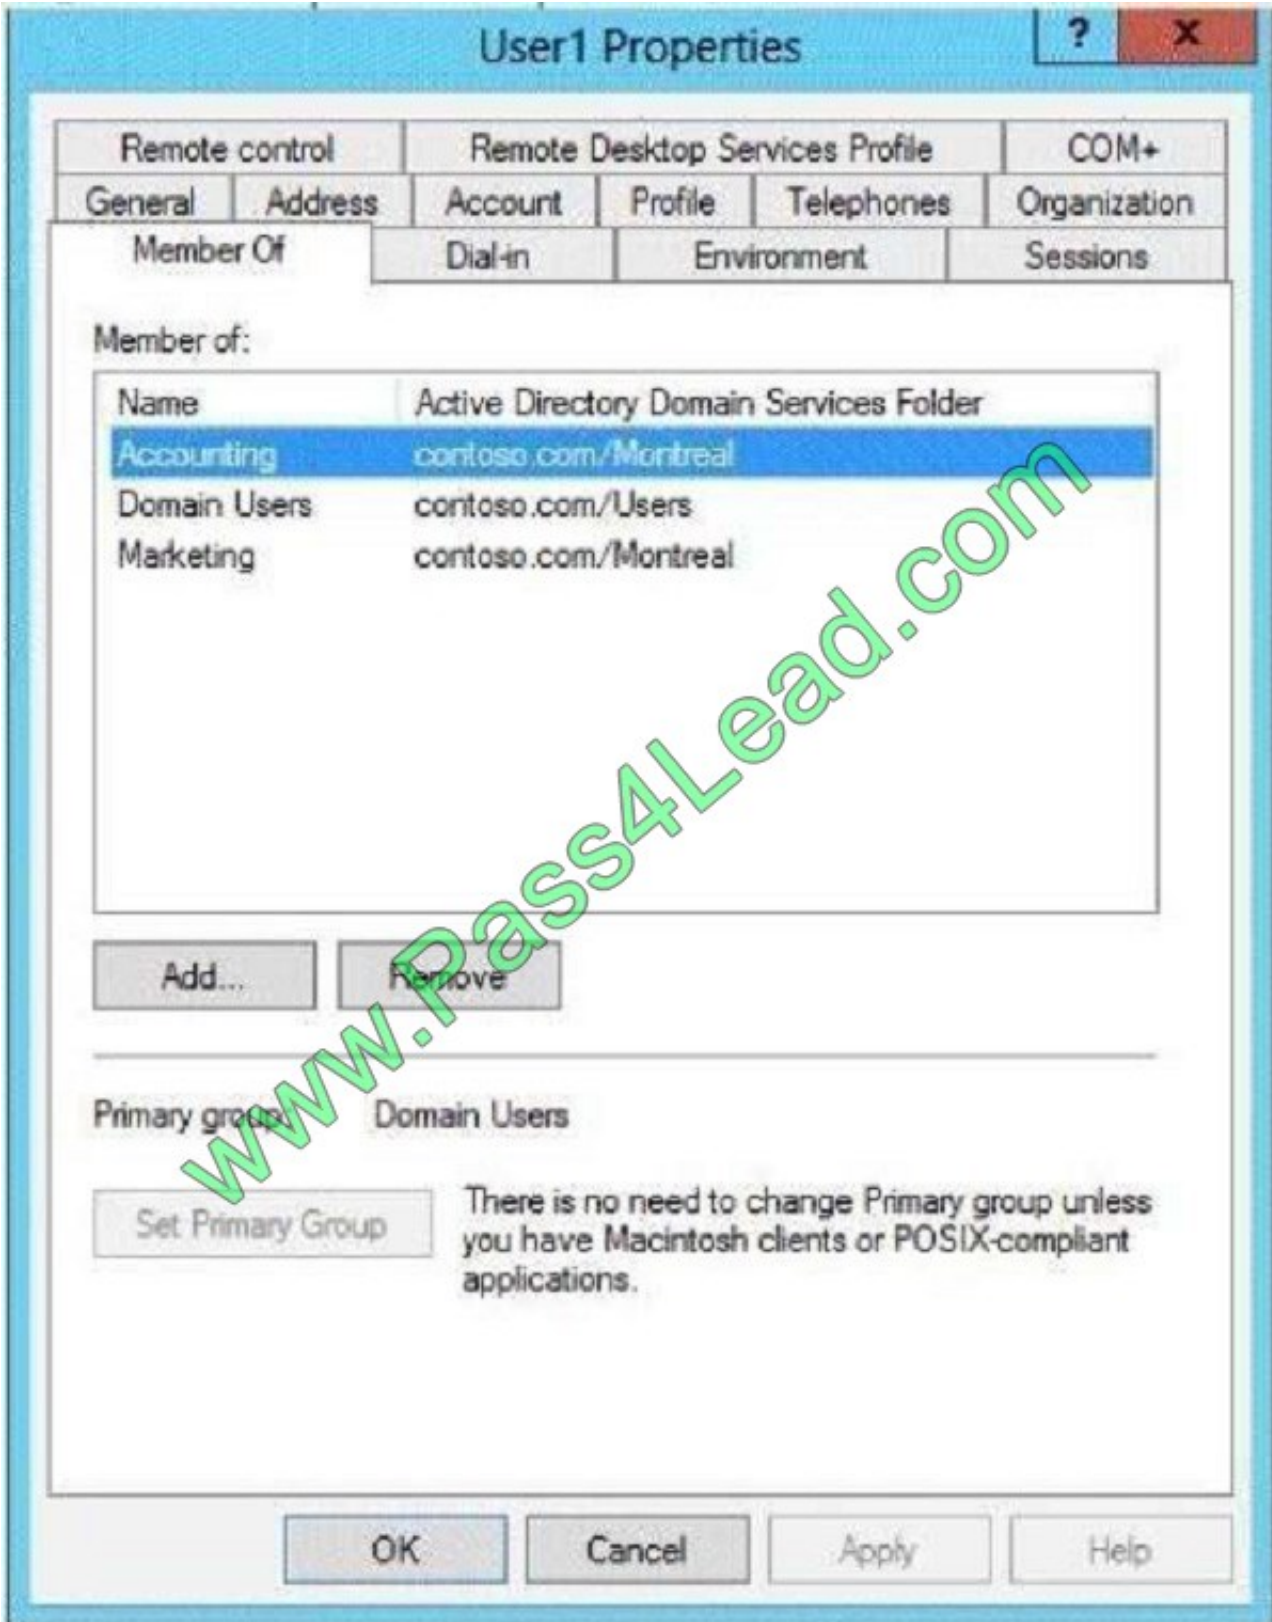 User1 Properties
?
X
Remote control
Remote Desktop Services Profile
COM+
General
Address
Account
Profile
Telephones
Organization
Member Of
Dial-in
Environment
Sessions
Member of:
Name
Active Directory Domain Services Folder
Accounting
contoso.com/Montreal
Domain Users
contoso.com/Users
Marketing
contoso.com/Montreal
www.Pass4Lead.com
Add...
Remove
Primary group:
Domain Users
Set Primary Group
There is no need to change Primary group unless
you have Macintosh clients or POSIX-compliant
applications.
OK
Cancel
Apply
Help